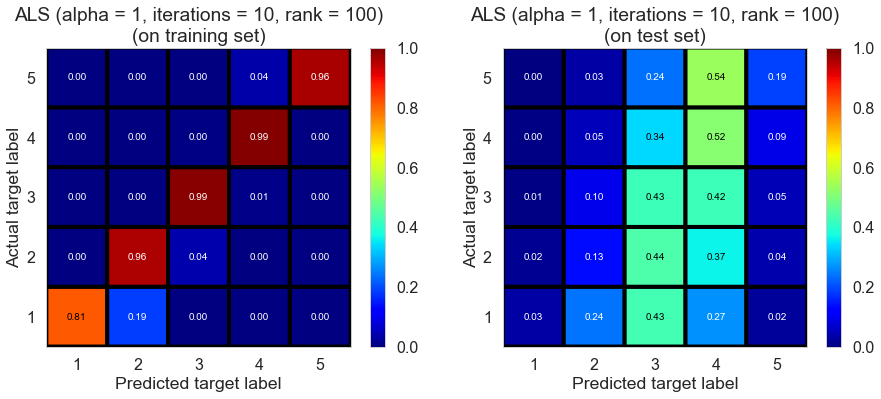 ALS (alpha = 1, iterations = 10, rank = 100)
(on training set)
Actual target label
5 0.00 0.00 0.00 0.04 0.96
4 0.00 0.00 0.00 0.99 0.00
3 0.00 0.00 0.99 0.01 0.00
2 0.00 0.96 0.04 0.00 0.00
1 0.81 0.19 0.00 0.00 0.00
1 2 3 4 5
Predicted target label
1.0
0.8
0.6
0.4
0.2
0.0
ALS (alpha = 1, iterations = 10, rank = 100)
(on test set)
Actual target label
5 0.00 0.03 0.24 0.54 0.19
4 0.00 0.05 0.34 0.52 0.09
3 0.01 0.10 0.43 0.42 0.05
2 0.02 0.13 0.44 0.37 0.04
1 0.03 0.24 0.43 0.27 0.02
1 2 3 4 5
Predicted target label
1.0
0.8
0.6
0.4
0.2
0.0